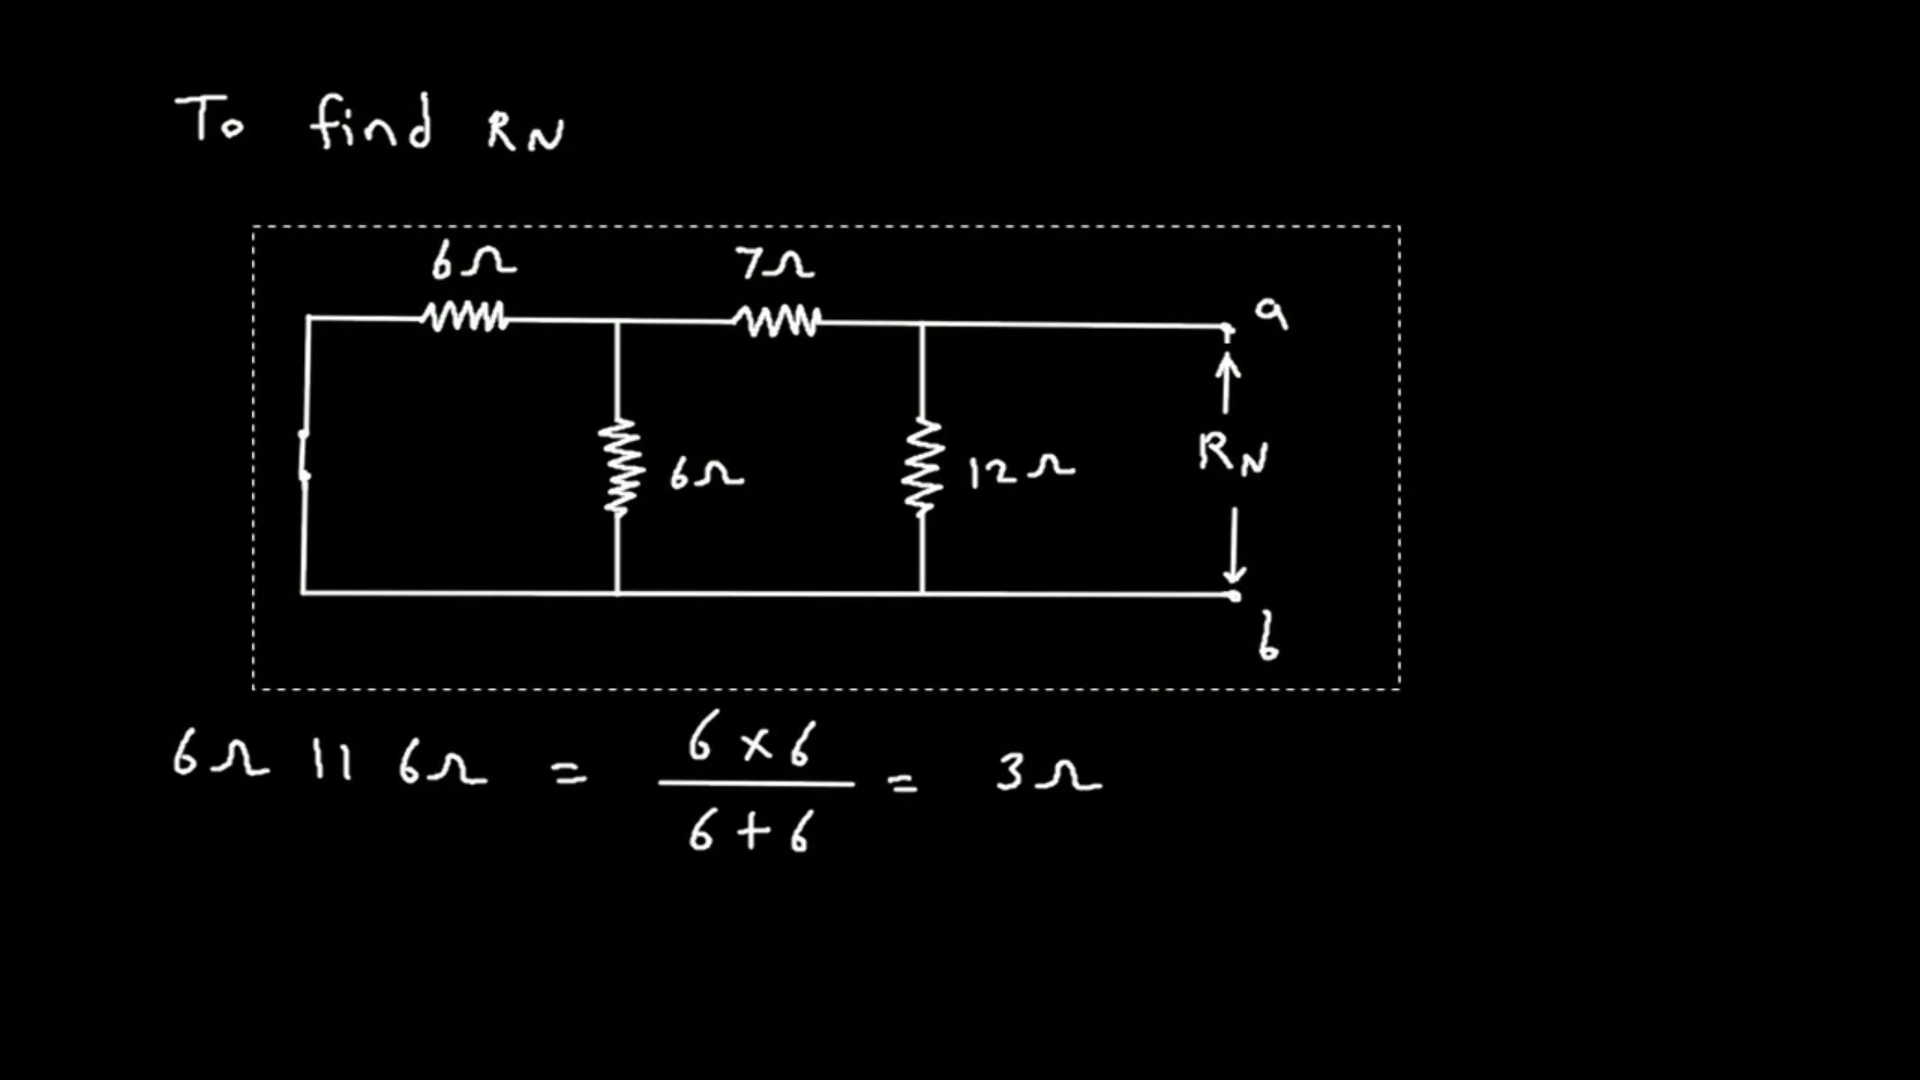 To find RN
6Ω 7Ω
a
6Ω 12Ω RN
b
6Ω || 6Ω = 6 × 6 / 6 + 6 = 3Ω